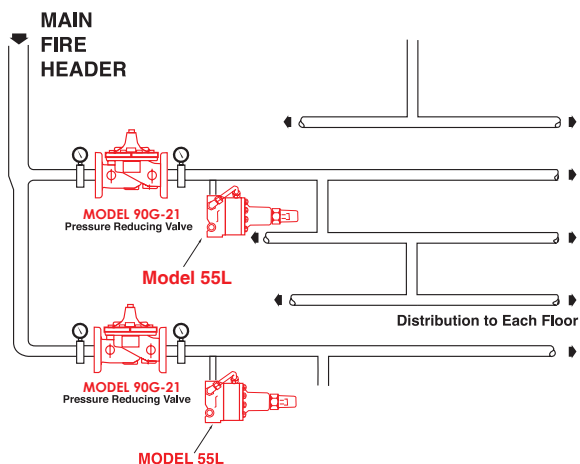 MAIN
FIRE
HEADER
MODEL 90G-21
Pressure Reducing Valve
Model 55L
Distribution to Each Floor
MODEL 90G-21
Pressure Reducing Valve
MODEL 55L